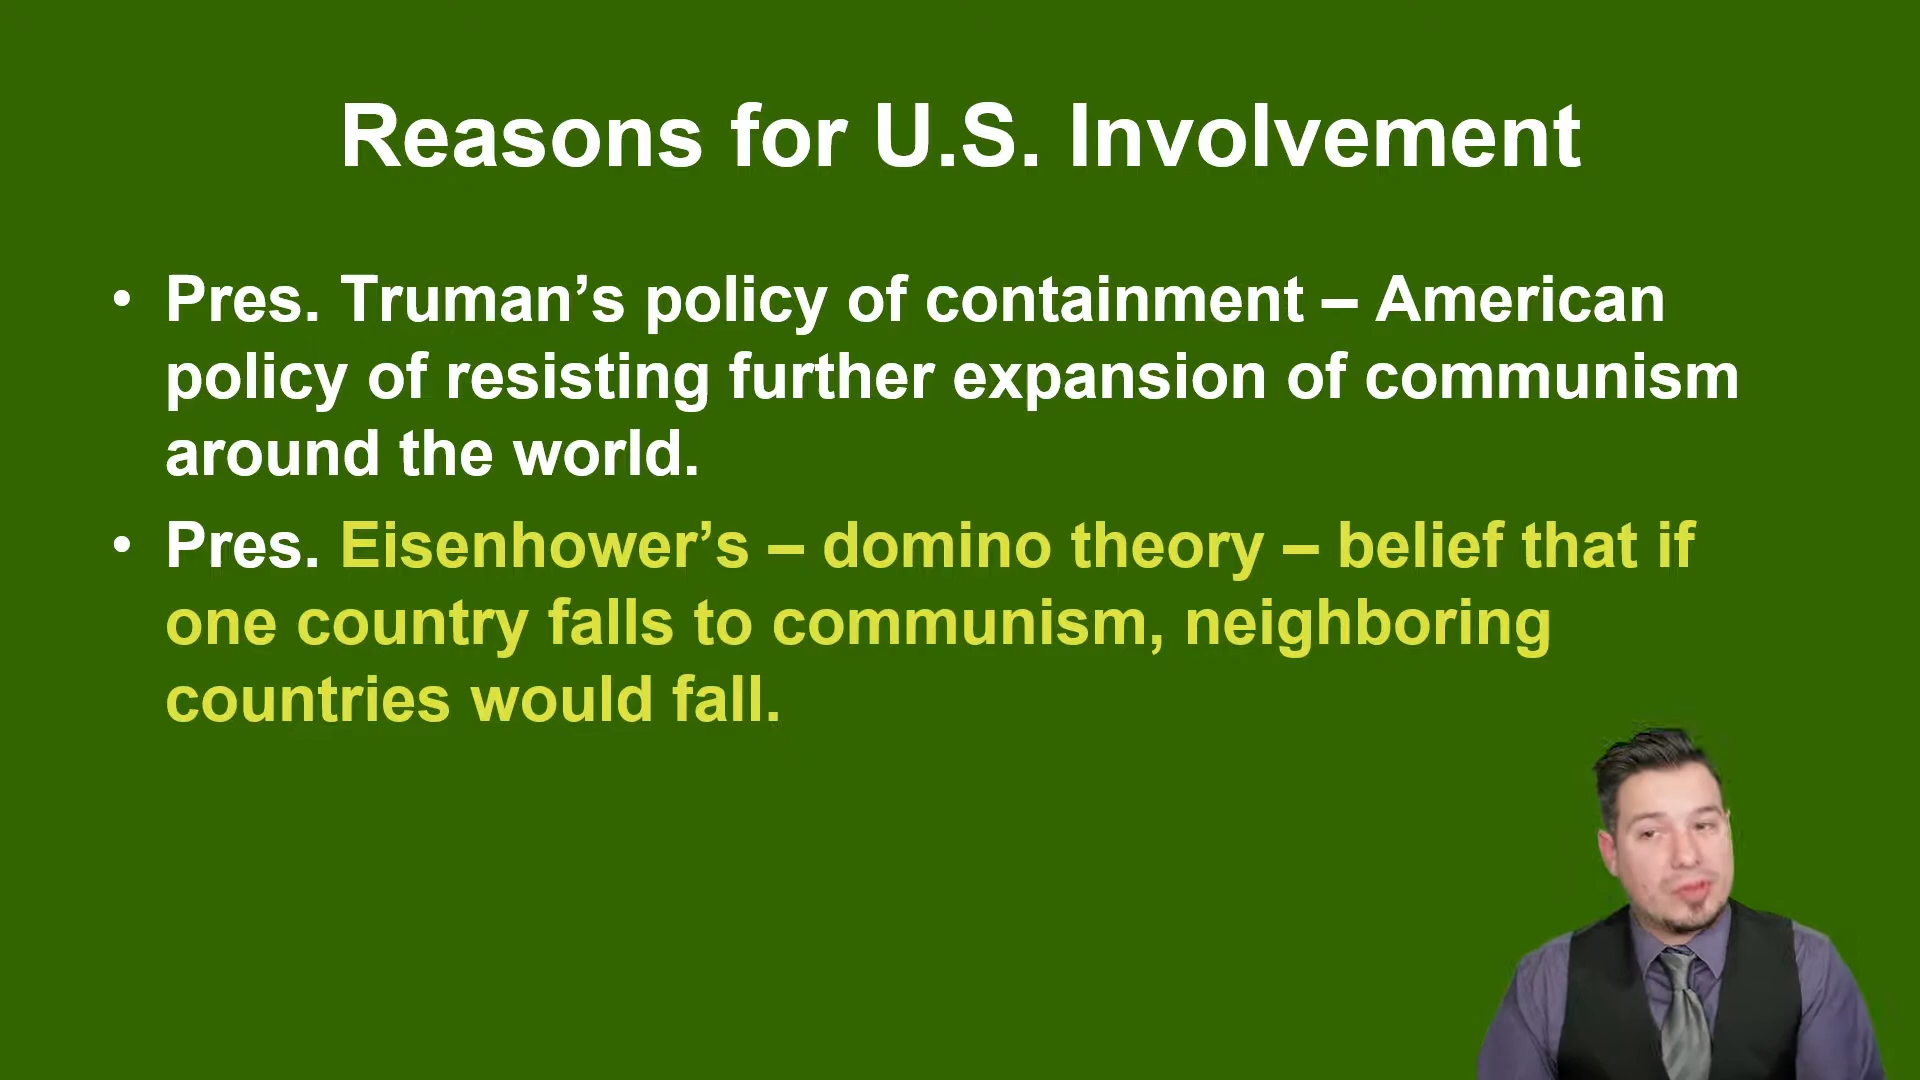 Reasons for U.S. Involvement
• Pres. Truman’s policy of containment – American
policy of resisting further expansion of communism
around the world.
• Pres. Eisenhower’s – domino theory – belief that if
one country falls to communism, neighboring
countries would fall.